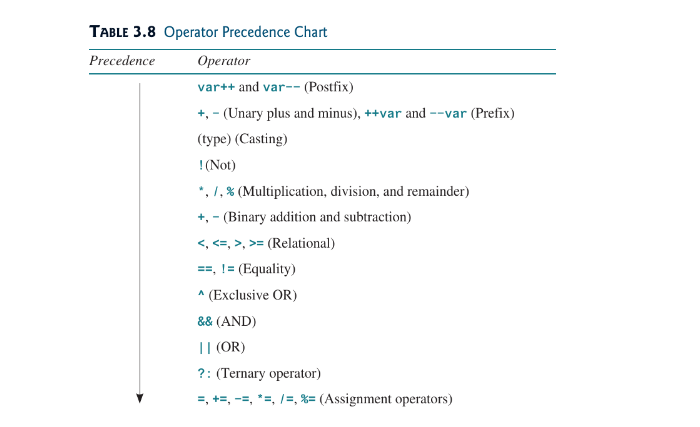 TABLE 3.8 Operator Precedence Chart
Precedence Operator
var++ and var-- (Postfix)
+, - (Unary plus and minus), ++var and --var (Prefix)
(type) (Casting)
!(Not)
*, /, % (Multiplication, division, and remainder)
+, - (Binary addition and subtraction)
<, <=, >, >= (Relational)
==, != (Equality)
^ (Exclusive OR)
&& (AND)
|| (OR)
?: (Ternary operator)
=, +=, -=, *=, /=, %= (Assignment operators)